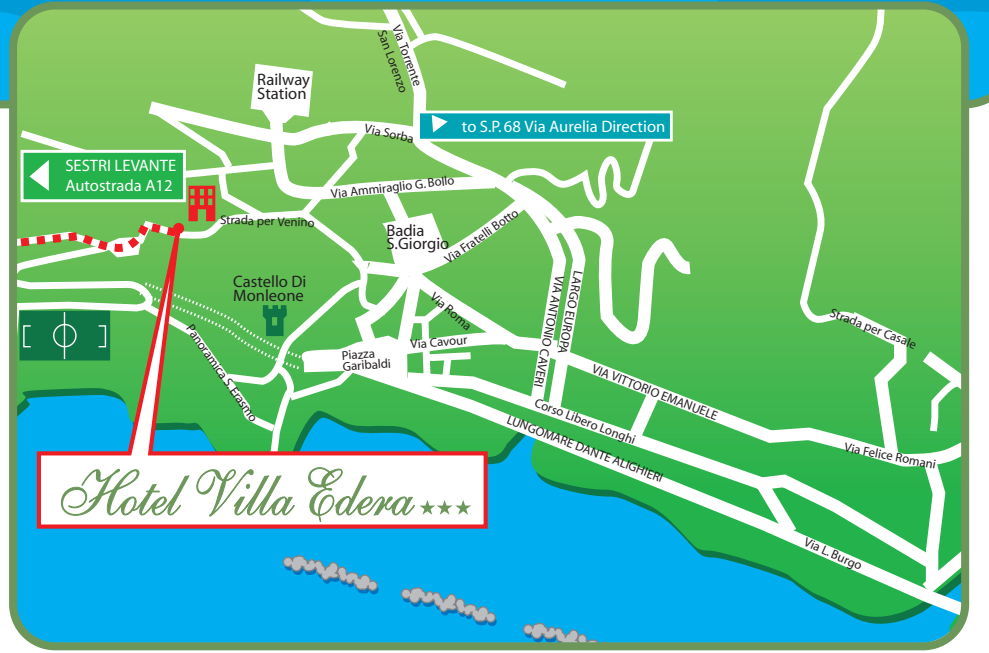 Via Torrente
San Lorenzo
Railway
Station
Via Sorba
to S.P. 68 Via Aurelia Direction
SESTRI LEVANTE
Autostrada A12
Via Ammiraglio G. Bollo
Strada per Venino
Badia
S.Giorgio
Via Fratelli Botto
Castello Di
Monleone
VIA ANTONIO CAVERI
LARGO EUROPA
Via Roma
Strada per Casale
Via Cavour
Piazza
Garibaldi
Panoramica S. Erasmo
VIA VITTORIO EMANUELE
Corso Libero Longhi
LUNGOMARE DANTE ALIGHIERI
Via Felice Romani
Hotel Villa Edera ★★★
Via L. Burgo